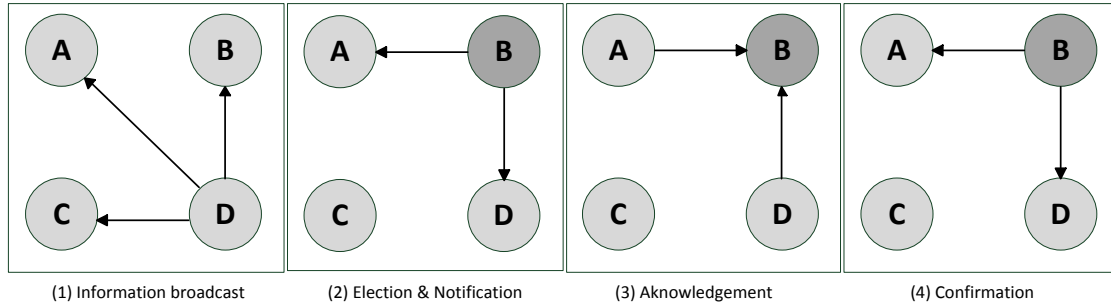 A B
C D
A B
C D
A B
C D
A B
C D
(1) Information broadcast
(2) Election & Notification
(3) Aknowledgement
(4) Confirmation